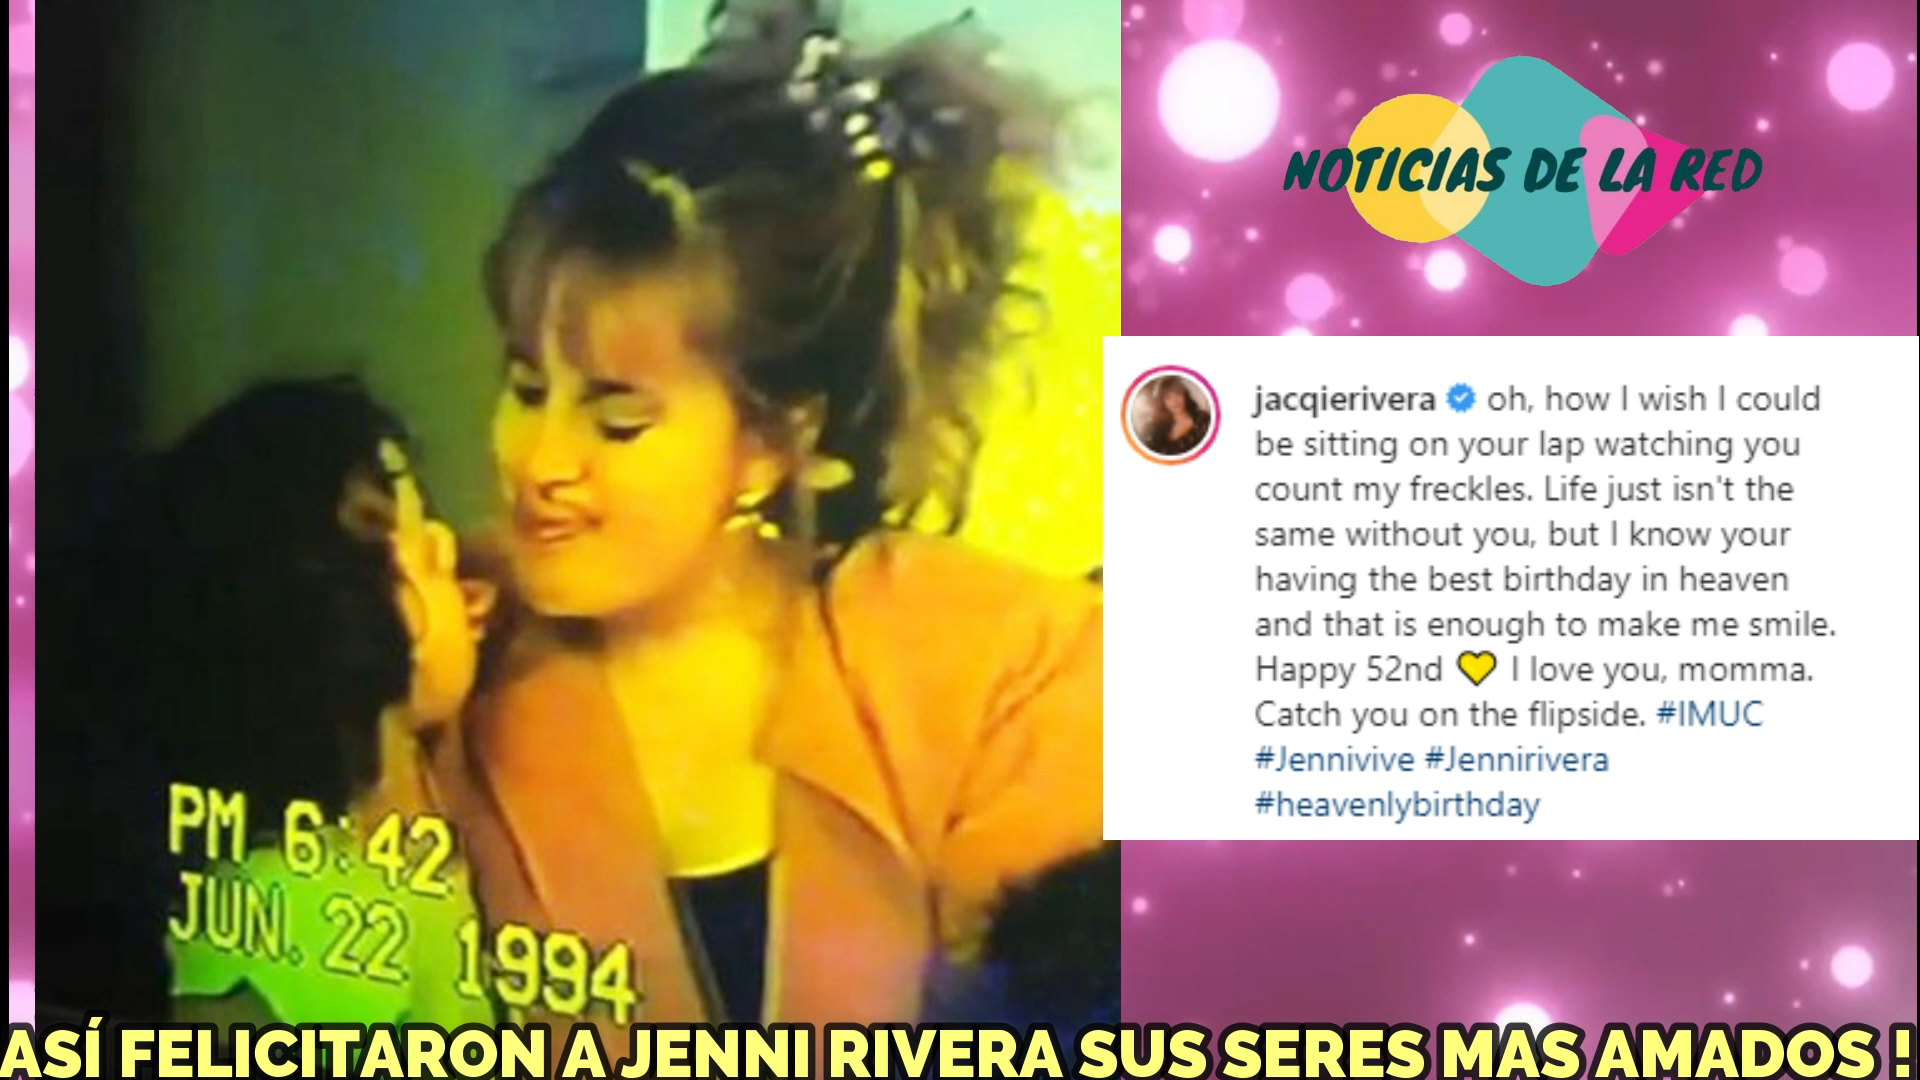 NOTICIAS DE LA RED
jacqierivera oh, how I wish I could
be sitting on your lap watching you
count my freckles. Life just isn't the
same without you, but I know your
having the best birthday in heaven
and that is enough to make me smile.
Happy 52nd 💛 I love you, momma.
Catch you on the flipside. #IMUC
#Jennivive #Jennirivera
#heavenlybirthday
PM 6:42
JUN. 22 1994
ASÍ FELICITARON A JENNI RIVERA SUS SERES MAS AMADOS !